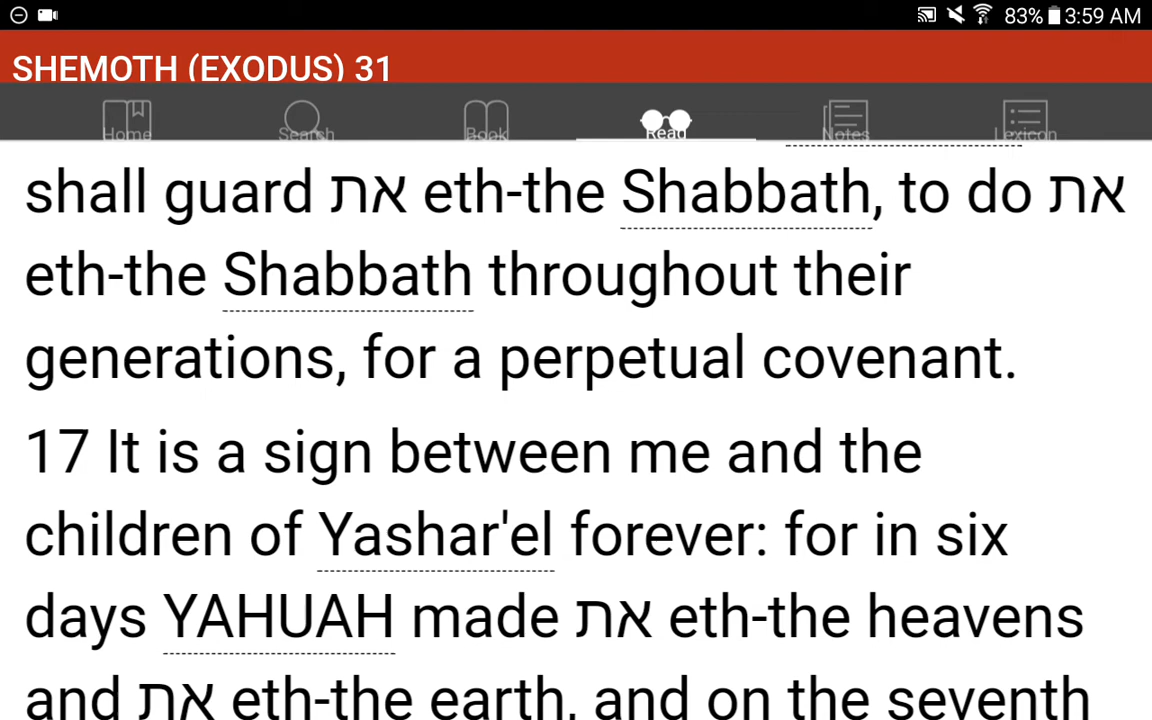 83% 3:59 AM
SHEMOTH (EXODUS) 31
Home Search Book Read Notes Lexicon
shall guard את eth-the Shabbath, to do את
eth-the Shabbath throughout their
generations, for a perpetual covenant.
17 It is a sign between me and the
children of Yashar'el forever: for in six
days YAHUAH made את eth-the heavens
and את eth-the earth, and on the seventh